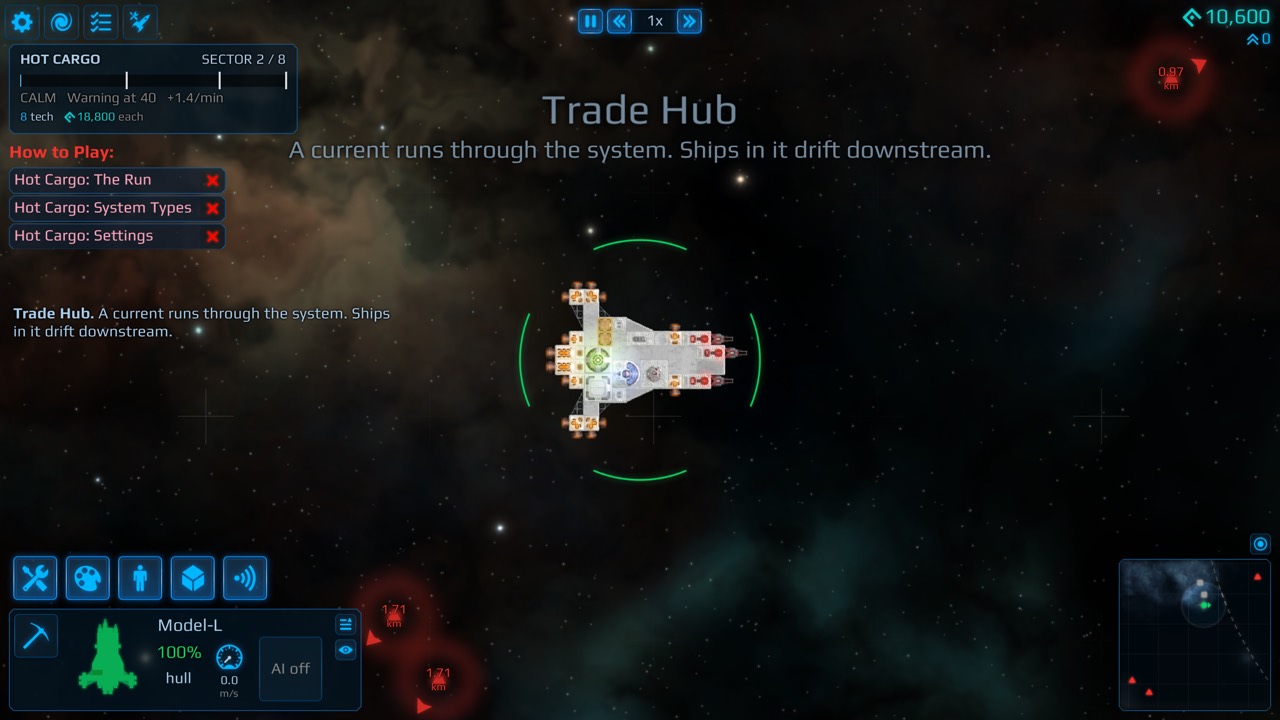 1x
10,600
0
HOT CARGO SECTOR 2 / 8
CALM Warning at 40 +1.4/min
8 tech 18,800 each
0.97
km
Trade Hub
A current runs through the system. Ships in it drift downstream.
How to Play:
Hot Cargo: The Run
Hot Cargo: System Types
Hot Cargo: Settings
Trade Hub. A current runs through the system. Ships
in it drift downstream.
1.71
km
1.71
km
Model-L
100%
hull
0.0
m/s
AI off